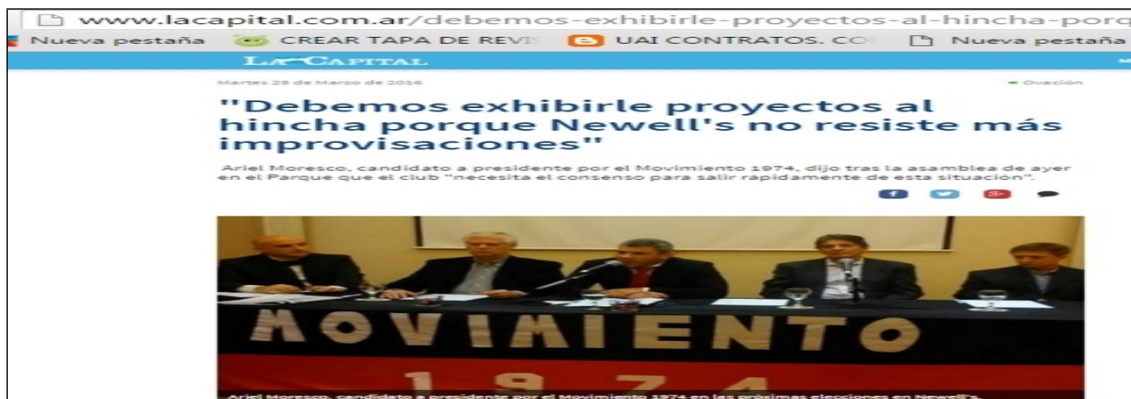 www.lacapital.com.ar/debemos-exhibirle-proyectos-al-hincha-porq
Nueva pestaña CREAR TAPA DE REVI UAI CONTRATOS. CO Nueva pestaña
LA CAPITAL
Martes 29 de Marzo de 2016 Ovación
"Debemos exhibirle proyectos al
hincha porque Newell's no resiste más
improvisaciones"
Ariel Moresco, candidato a presidente por el Movimiento 1974, dijo tras la asamblea de ayer
en el Parque que el club "necesita el consenso para salir rápidamente de esta situación".
MOVIMIENTO
1974
Ariel Moresco, candidato a presidente por el Movimiento 1974 en las próximas elecciones en Newell's.